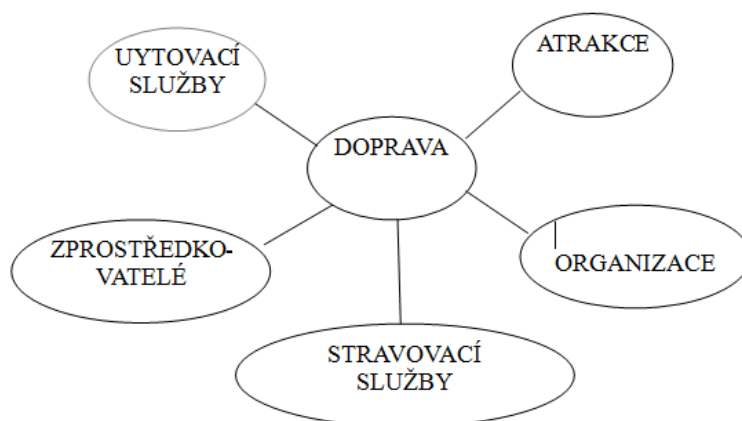 UYTOVACÍ
SLUŽBY
ATRAKCE
DOPRAVA
ZPROSTŘEDKO-
VATELÉ
ORGANIZACE
STRAVOVACÍ
SLUŽBY